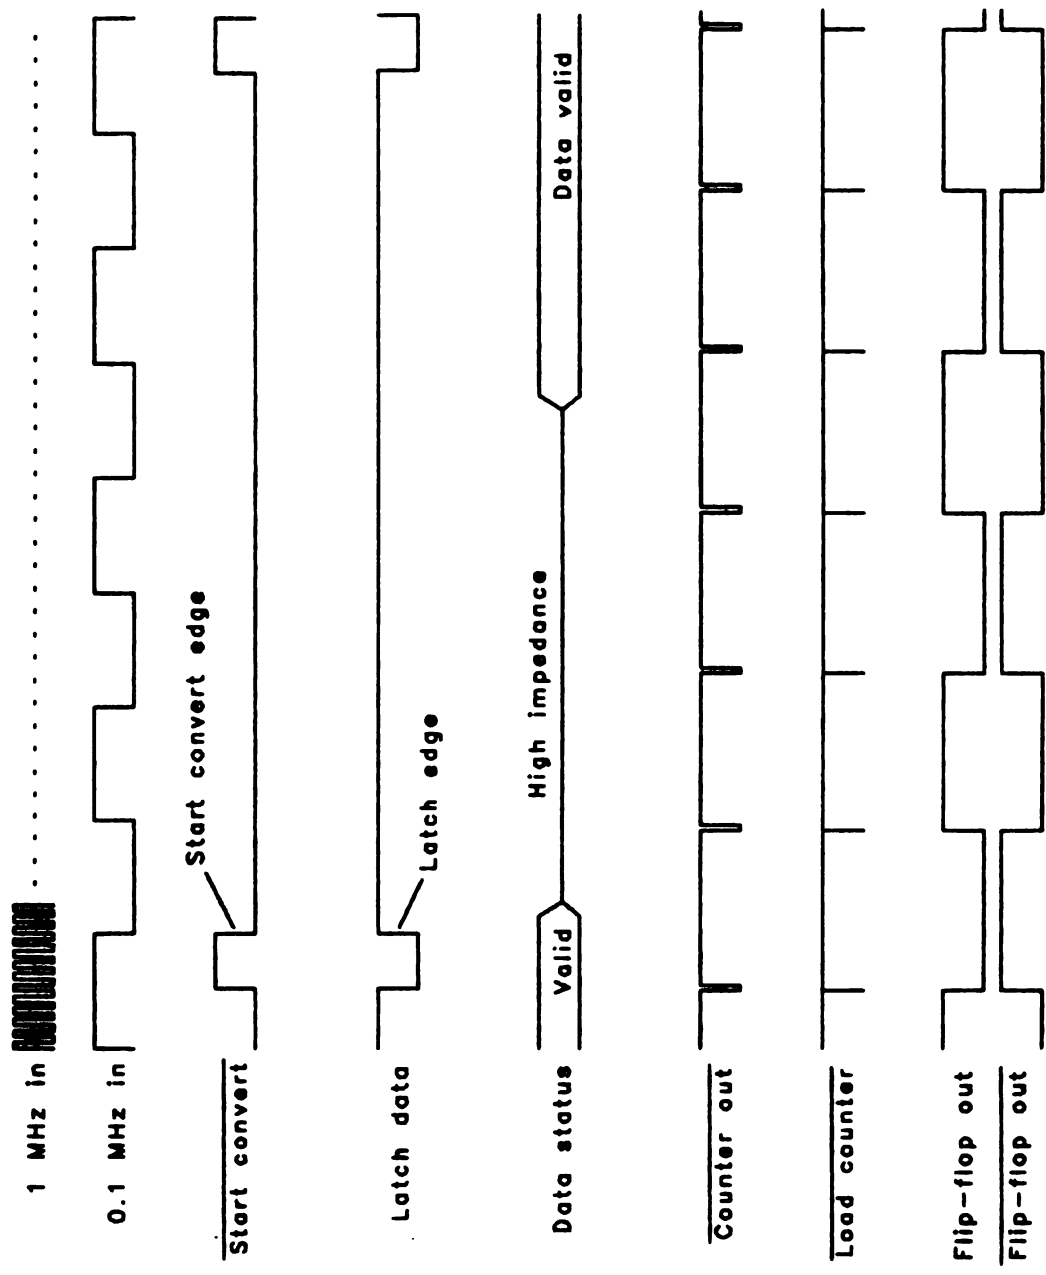 1 MHz in
0.1 MHz in
Start convert
Start convert edge
Latch data
Latch edge
Data status
Valid
High impedance
Data valid
Counter out
Load counter
Flip-flop out
Flip-flop out